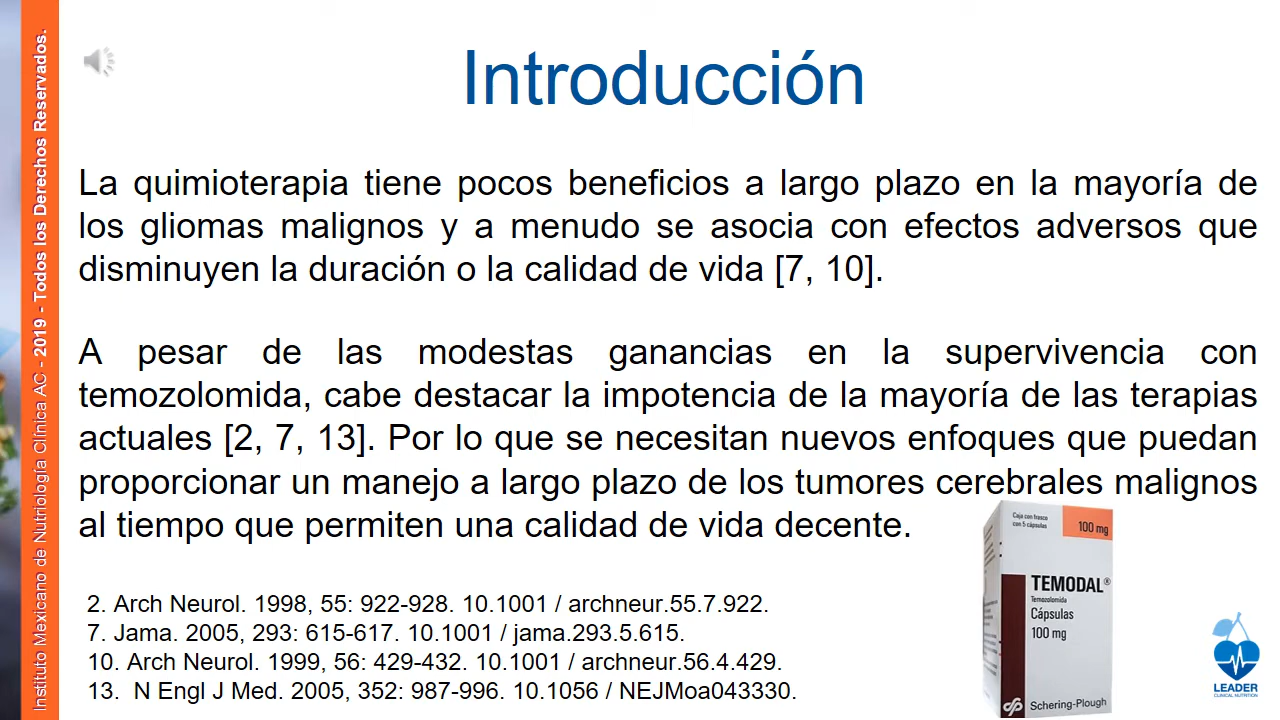 Introducción
La quimioterapia tiene pocos beneficios a largo plazo en la mayoría de
los gliomas malignos y a menudo se asocia con efectos adversos que
disminuyen la duración o la calidad de vida [7, 10].
A pesar de las modestas ganancias en la supervivencia con
temozolomida, cabe destacar la impotencia de la mayoría de las terapias
actuales [2, 7, 13]. Por lo que se necesitan nuevos enfoques que puedan
proporcionar un manejo a largo plazo de los tumores cerebrales malignos
al tiempo que permiten una calidad de vida decente.
2. Arch Neurol. 1998, 55: 922-928. 10.1001 / archneur.55.7.922.
7. Jama. 2005, 293: 615-617. 10.1001 / jama.293.5.615.
10. Arch Neurol. 1999, 56: 429-432. 10.1001 / archneur.56.4.429.
13. N Engl J Med. 2005, 352: 987-996. 10.1056 / NEJMoa043330.
Caja con frasco
con 5 cápsulas
100 mg
TEMODAL®
Temozolomida
Cápsulas
100 mg
Schering-Plough
LEADER
CLINICAL NUTRITION
Instituto Mexicano de Nutriología Clínica AC - 2019 - Todos los Derechos Reservados.